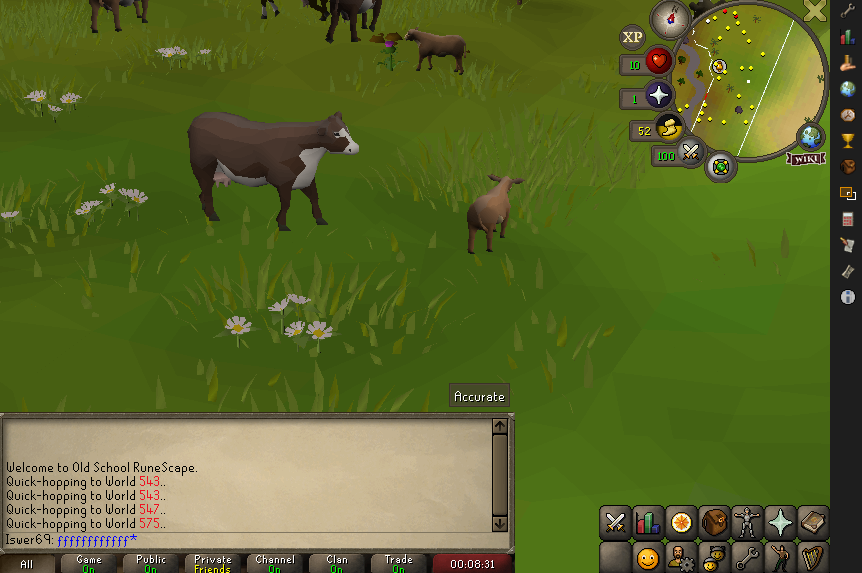 XP
10
1
52
100
WIKI
Accurate
Welcome to Old School RuneScape.
Quick-hopping to World 543..
Quick-hopping to World 543..
Quick-hopping to World 547..
Quick-hopping to World 575..
Iswer69: ffffffffffff*
All
Game
On
Public
On
Private
Friends
Channel
On
Clan
On
Trade
On
00:08:31